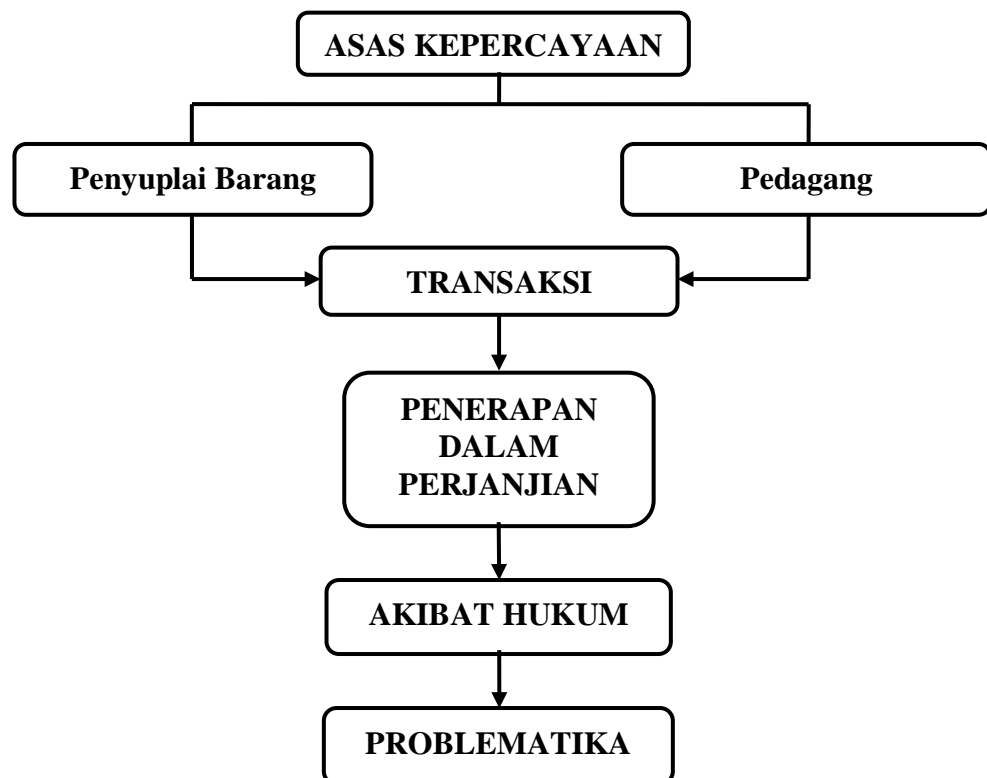 ASAS KEPERCAYAAN
Penyuplai Barang
Pedagang
TRANSAKSI
PENERAPAN
DALAM
PERJANJIAN
AKIBAT HUKUM
PROBLEMATIKA